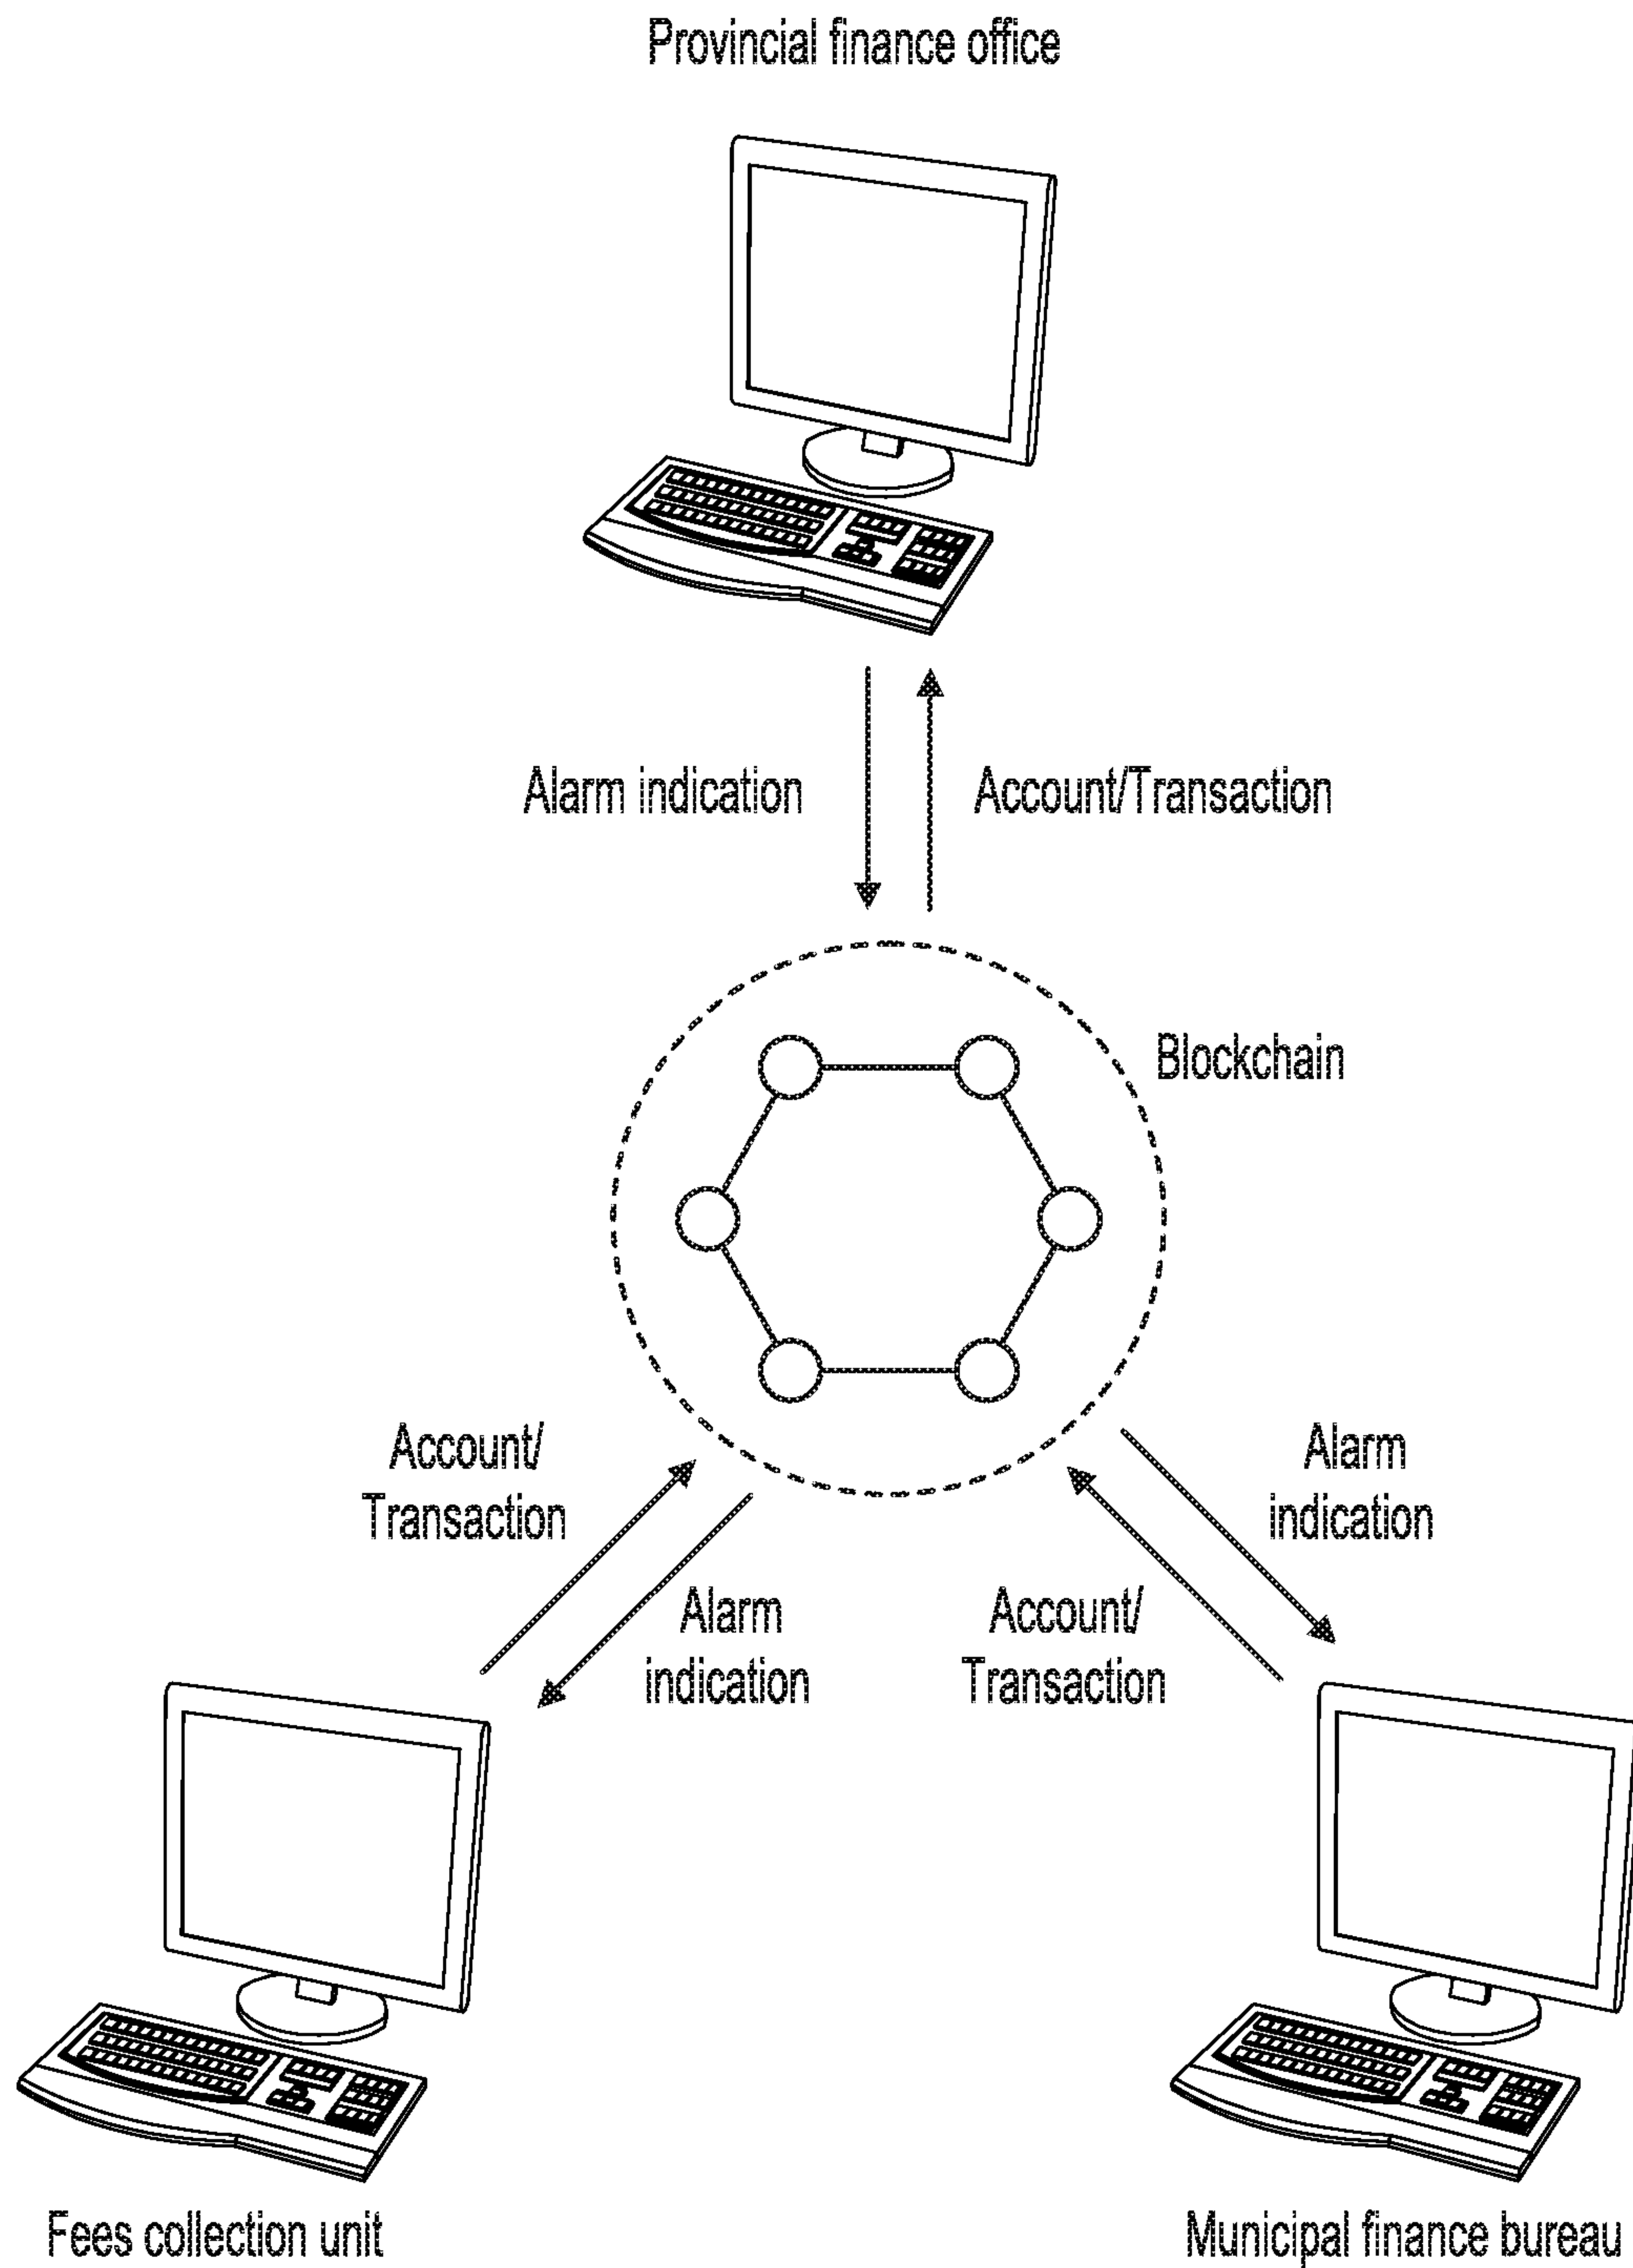 Provincial finance office
Alarm indication
Account/Transaction
Blockchain
Account/
Transaction
Alarm
indication
Alarm
indication
Account/
Transaction
Fees collection unit
Municipal finance bureau